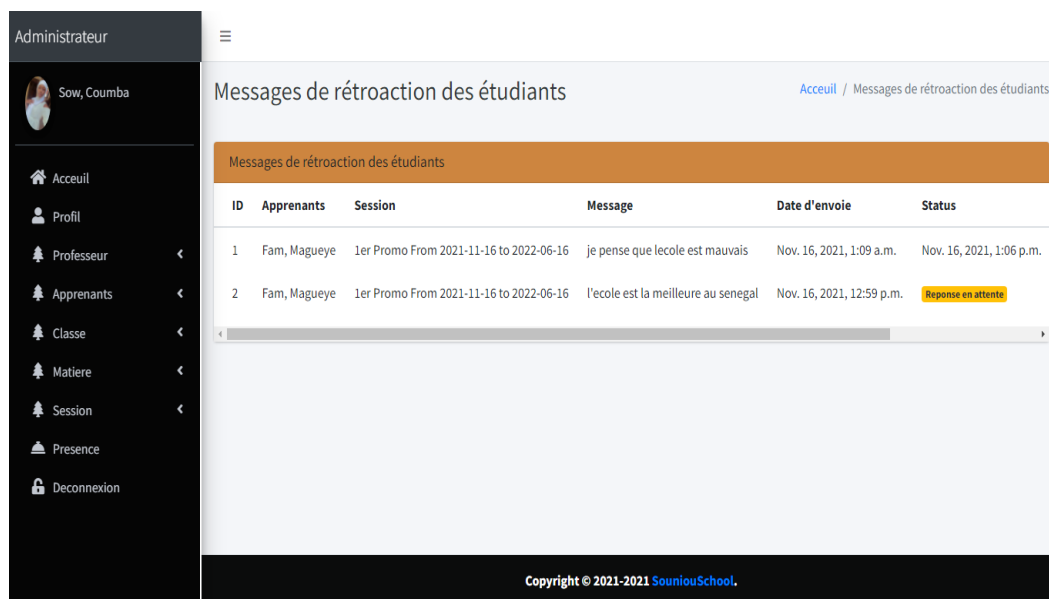 Administrateur
Sow, Coumba
Acceuil
Profil
Professeur
Apprenants
Classe
Matiere
Session
Presence
Deconnexion
Messages de rétroaction des étudiants
Acceuil / Messages de rétroaction des étudiants
Messages de rétroaction des étudiants
ID Apprenants Session Message Date d'envoie Status
1 Fam, Magueye 1er Promo From 2021-11-16 to 2022-06-16 je pense que lecole est mauvais Nov. 16, 2021, 1:09 a.m. Nov. 16, 2021, 1:06 p.m.
2 Fam, Magueye 1er Promo From 2021-11-16 to 2022-06-16 l'ecole est la meilleure au senegal Nov. 16, 2021, 12:59 p.m. Reponse en attente
Copyright © 2021-2021 SouniouSchool.